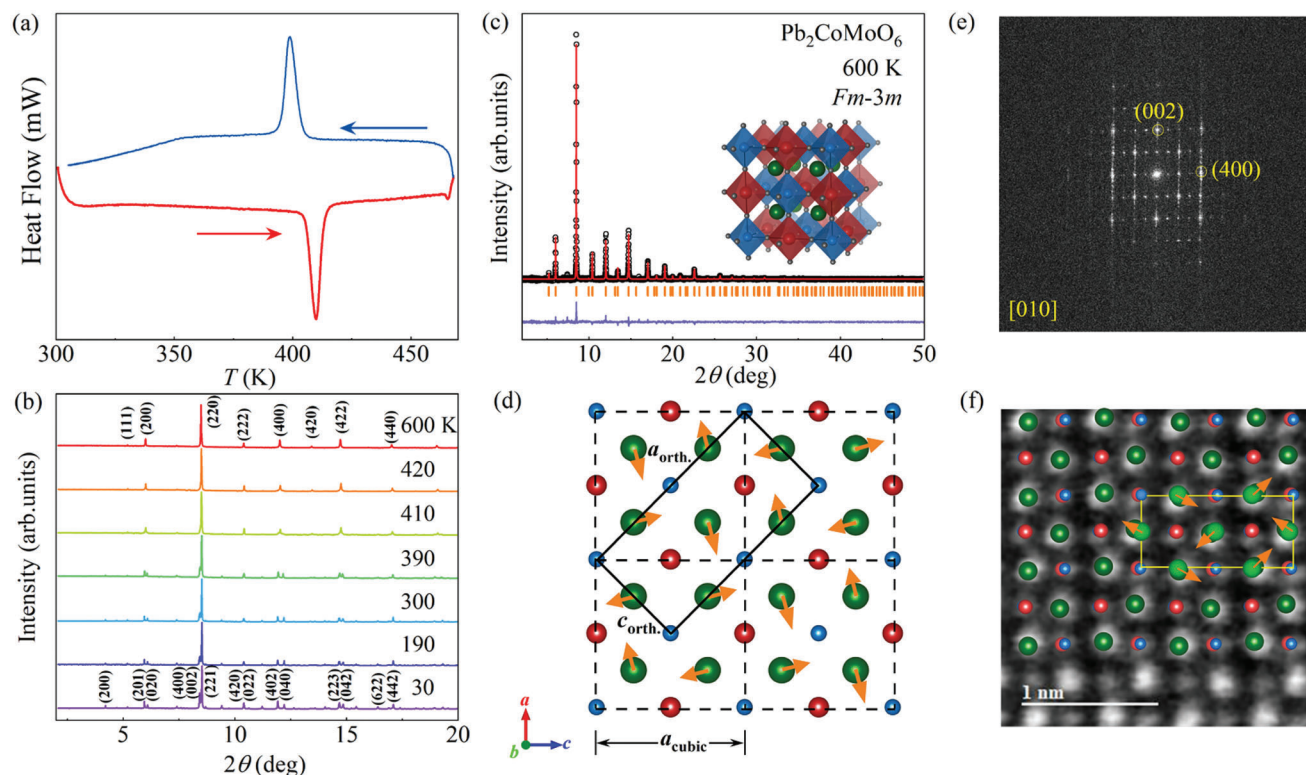 (a)
Heat Flow (mW)
300
350
400
450
T (K)
(b)
Intensity (arb.units)
(111)
(200)
(220)
(222)
(400)
(420)
(422)
(440)
600 K
420
410
390
300
190
30
(200)
(201)
(020)
(400)
(002)
(221)
(420)
(022)
(402)
(040)
(223)
(042)
(622)
(442)
5
10
15
20
2θ (deg)
(c)
Pb2CoMoO6
600 K
Fm-3m
Intensity (arb.units)
10
20
30
40
50
2θ (deg)
(d)
aorth.
corth.
a
b
c
acubic
(e)
(002)
(400)
[010]
(f)
1 nm